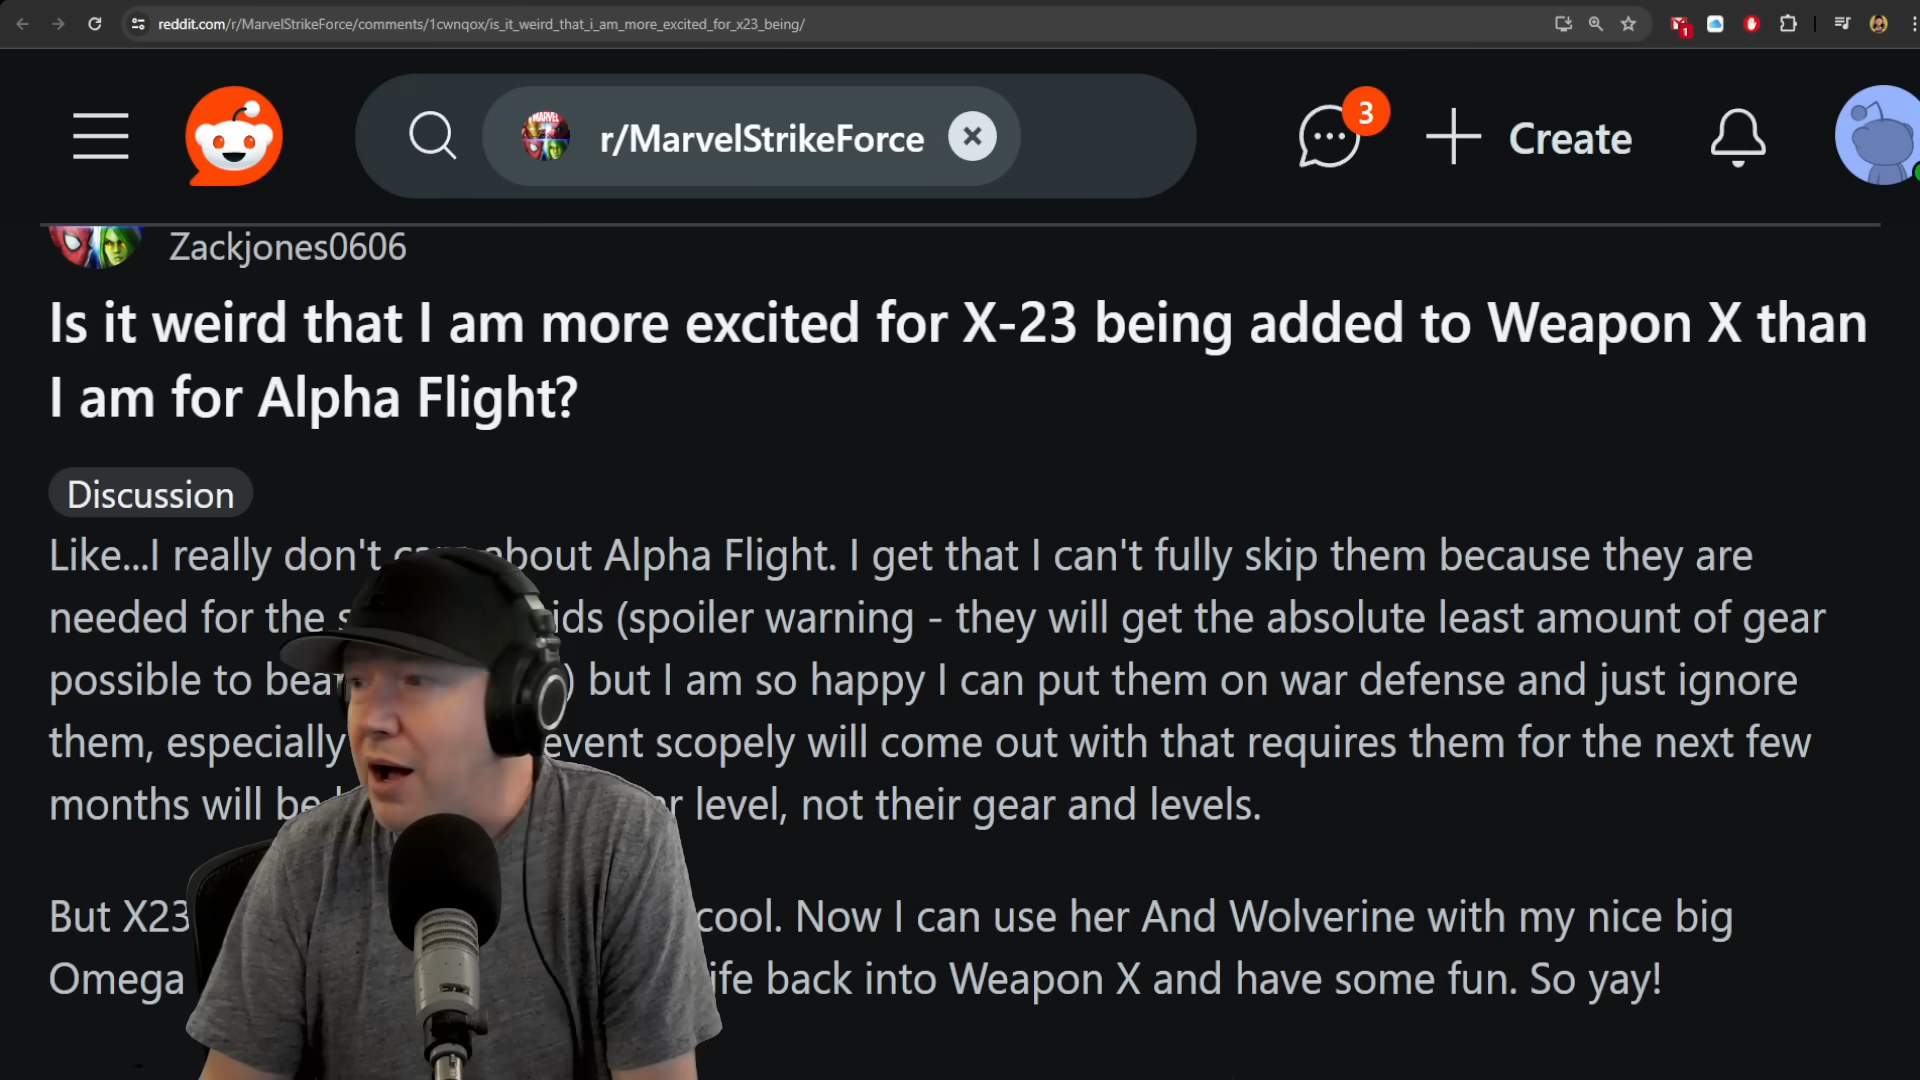 reddit.com/r/MarvelStrikeForce/comments/1cwnqox/is_it_weird_that_i_am_more_excited_for_x23_being/
1
r/MarvelStrikeForce
3
Create
MARVEL
Zackjones0606
Is it weird that I am more excited for X-23 being added to Weapon X than
I am for Alpha Flight?
Discussion
Like...I really don't about Alpha Flight. I get that I can't fully skip them because they are
needed for the (spoiler warning - they will get the absolute least amount of gear
possible to ) but I am so happy I can put them on war defense and just ignore
them, especially event scopely will come out with that requires them for the next few
months will be level, not their gear and levels.
But X23 cool. Now I can use her And Wolverine with my nice big
Omega back into Weapon X and have some fun. So yay!